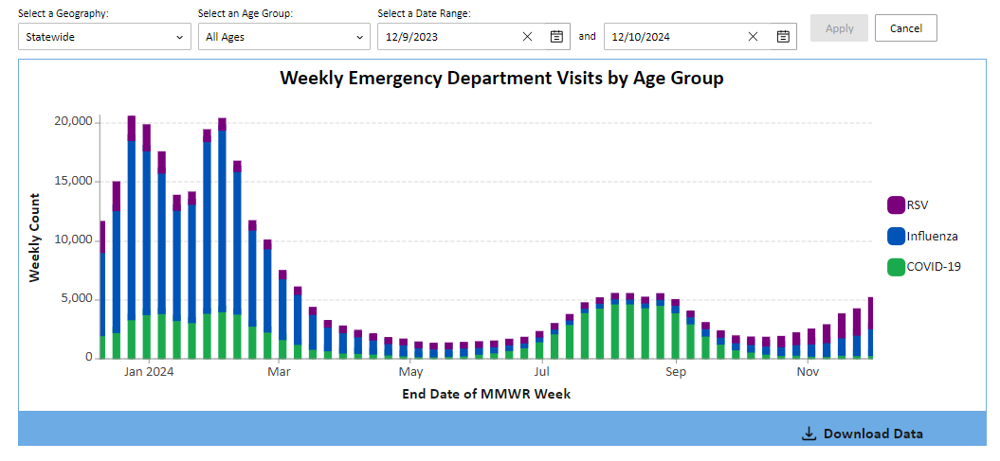 Select a Geography: Select an Age Group: Select a Date Range:
Statewide All Ages 12/9/2023 and 12/10/2024 Apply Cancel
Weekly Emergency Department Visits by Age Group
20,000
15,000
10,000
5,000
0
Weekly Count
RSV
Influenza
COVID-19
Jan 2024 Mar May Jul Sep Nov
End Date of MMWR Week
Download Data